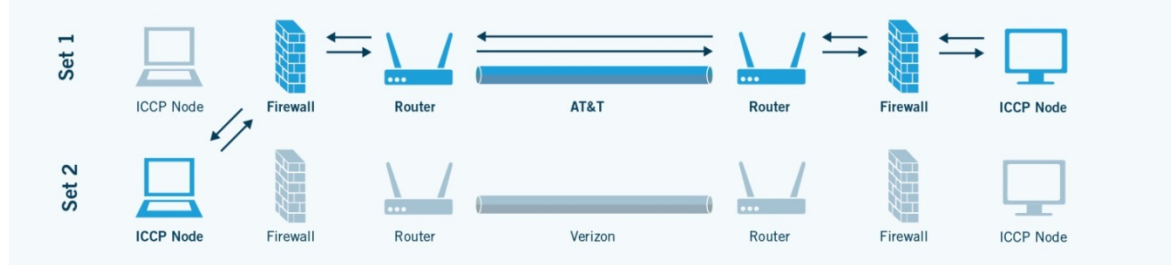 Set 1
ICCP Node
Firewall
Router
AT&T
Router
Firewall
ICCP Node
Set 2
ICCP Node
Firewall
Router
Verizon
Router
Firewall
ICCP Node